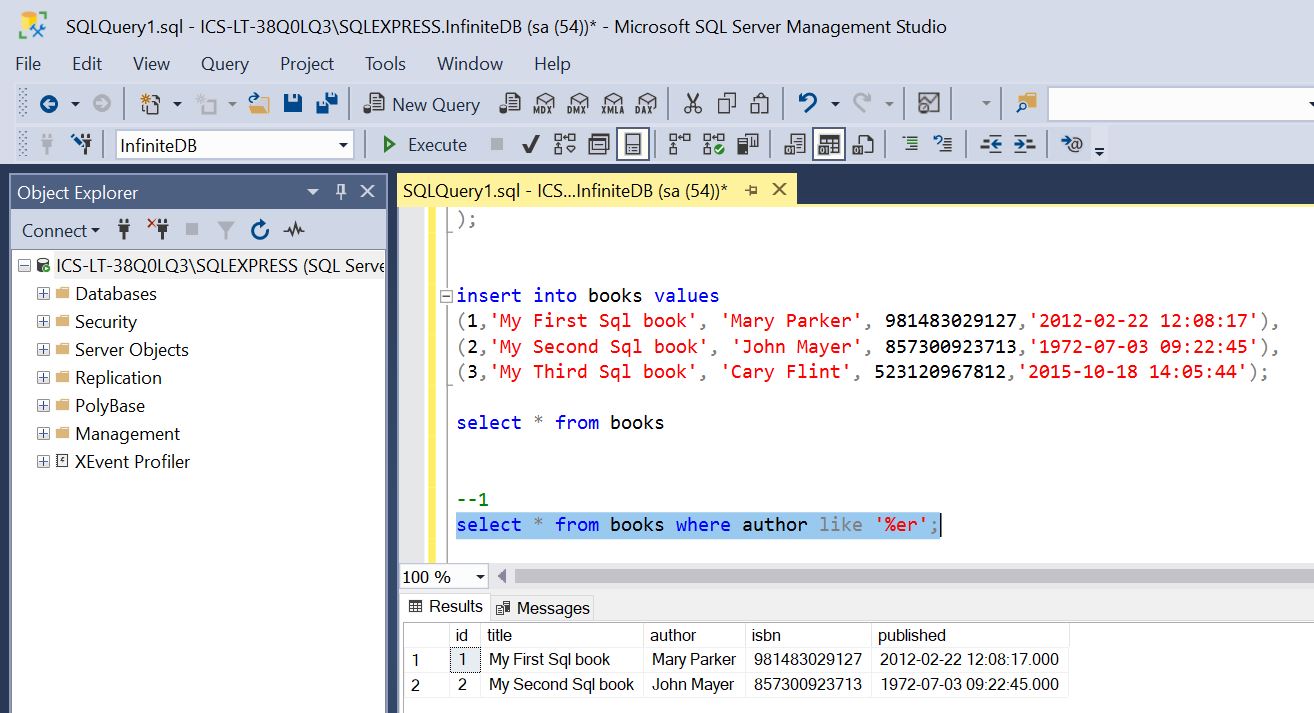 SQLQuery1.sql - ICS-LT-38Q0LQ3\SQLEXPRESS.InfiniteDB (sa (54))* - Microsoft SQL Server Management Studio
File Edit View Query Project Tools Window Help
New Query MDX DMX XMLA DAX
InfiniteDB Execute
Object Explorer
Connect
ICS-LT-38Q0LQ3\SQLEXPRESS (SQL Serve
Databases
Security
Server Objects
Replication
PolyBase
Management
XEvent Profiler
SQLQuery1.sql - ICS...InfiniteDB (sa (54))*
);
insert into books values
(1,'My First Sql book', 'Mary Parker', 981483029127,'2012-02-22 12:08:17'),
(2,'My Second Sql book', 'John Mayer', 857300923713,'1972-07-03 09:22:45'),
(3,'My Third Sql book', 'Cary Flint', 523120967812,'2015-10-18 14:05:44');
select * from books
--1
select * from books where author like '%er';
100 %
Results Messages
id title author isbn published
1 1 My First Sql book Mary Parker 981483029127 2012-02-22 12:08:17.000
2 2 My Second Sql book John Mayer 857300923713 1972-07-03 09:22:45.000